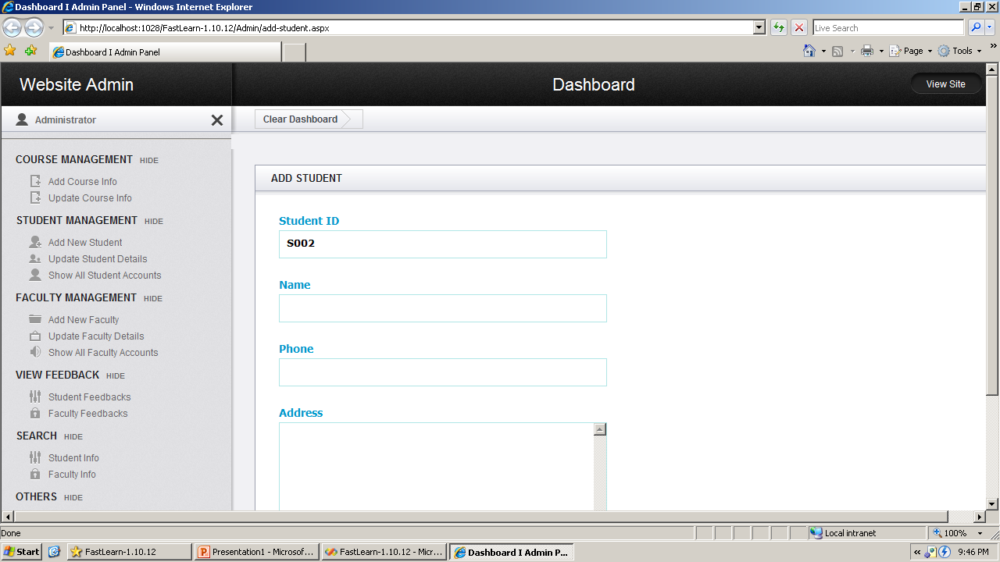 Dashboard I Admin Panel - Windows Internet Explorer
http://localhost:1028/FastLearn-1.10.12/Admin/add-student.aspx
Live Search
Dashboard I Admin Panel
Page
Tools
Website Admin
Dashboard
View Site
Administrator
Clear Dashboard
COURSE MANAGEMENT HIDE
Add Course Info
Update Course Info
STUDENT MANAGEMENT HIDE
Add New Student
Update Student Details
Show All Student Accounts
FACULTY MANAGEMENT HIDE
Add New Faculty
Update Faculty Details
Show All Faculty Accounts
VIEW FEEDBACK HIDE
Student Feedbacks
Faculty Feedbacks
SEARCH HIDE
Student Info
Faculty Info
OTHERS HIDE
ADD STUDENT
Student ID
S002
Name
Phone
Address
Done
Local intranet
100%
Start
FastLearn-1.10.12
Presentation1 - Microsof...
FastLearn-1.10.12 - Micr...
Dashboard I Admin P...
9:46 PM